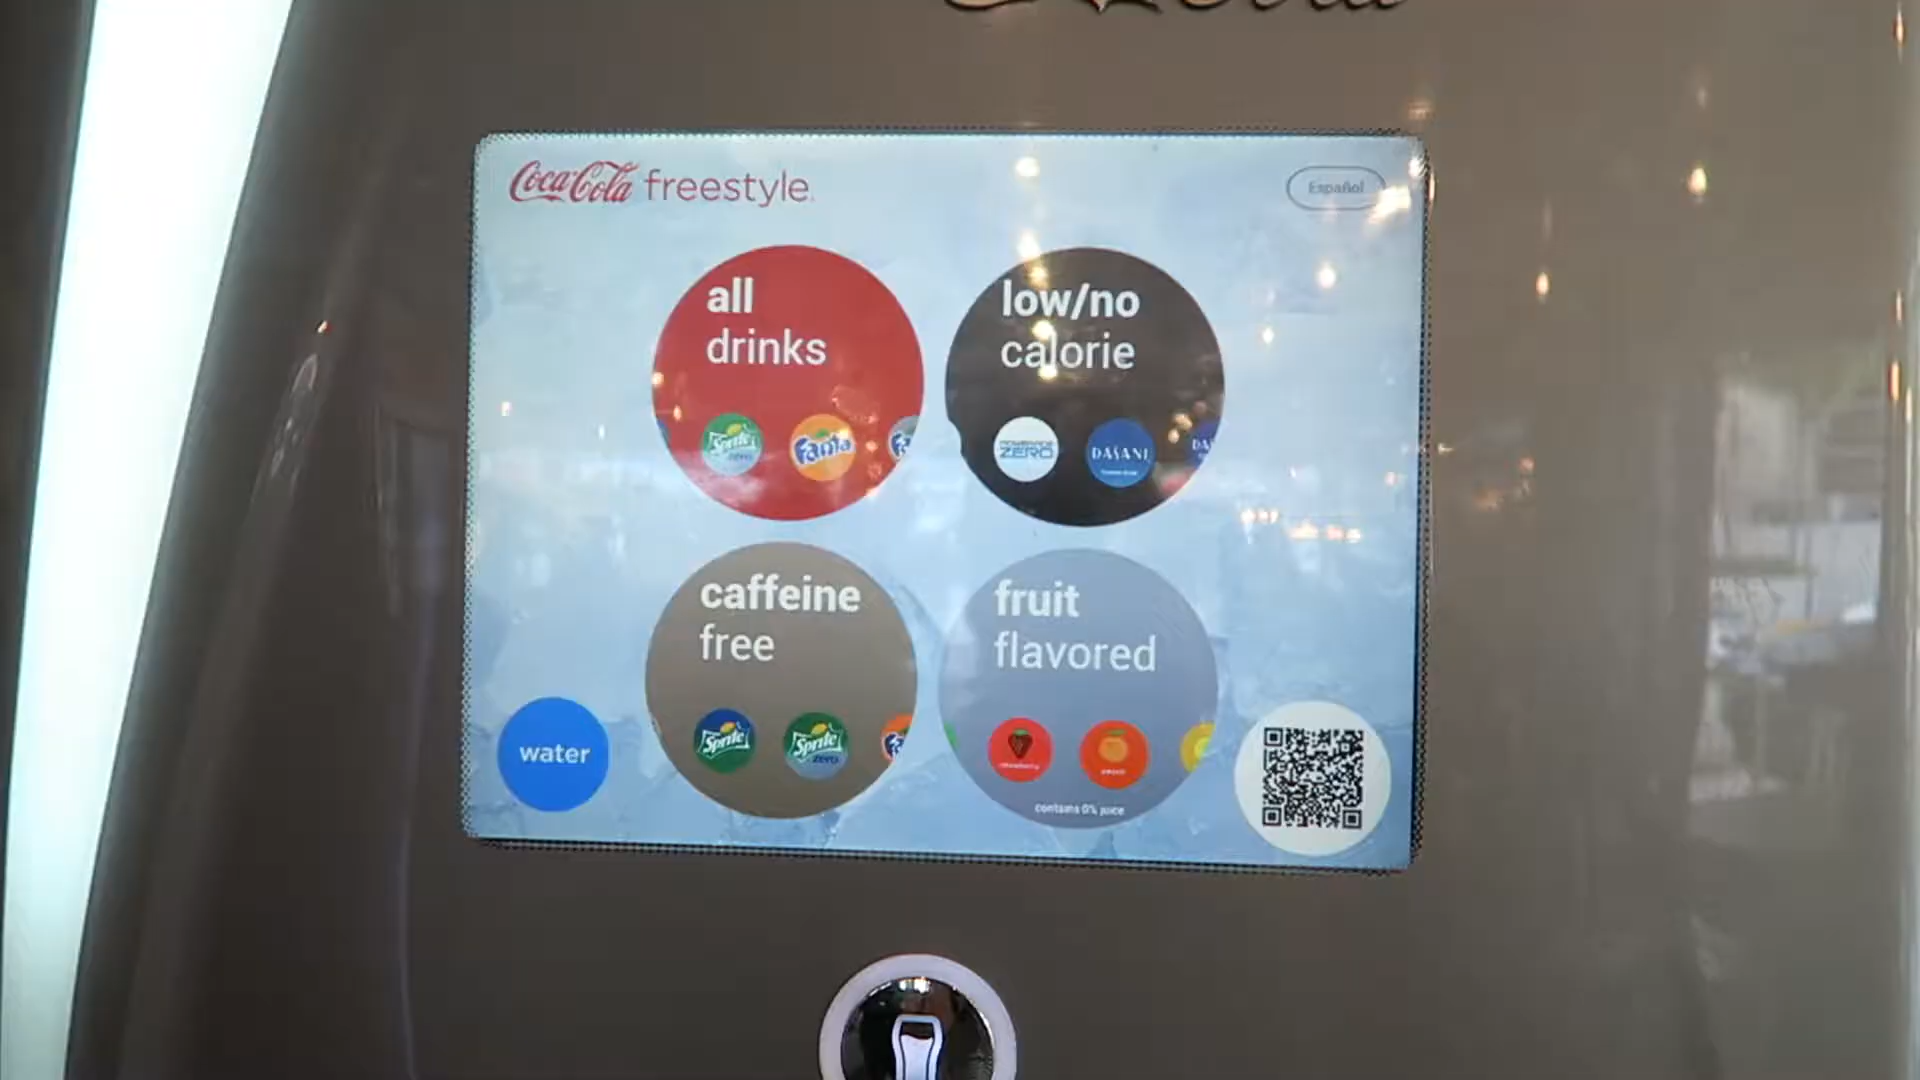 Coca-Cola freestyle
Español
all
drinks
Sprite
zero
Fanta
low/no
calorie
POWERADE
ZERO
DASANI
caffeine
free
Sprite
Sprite
zero
fruit
flavored
strawberry
contains 0% juice
water